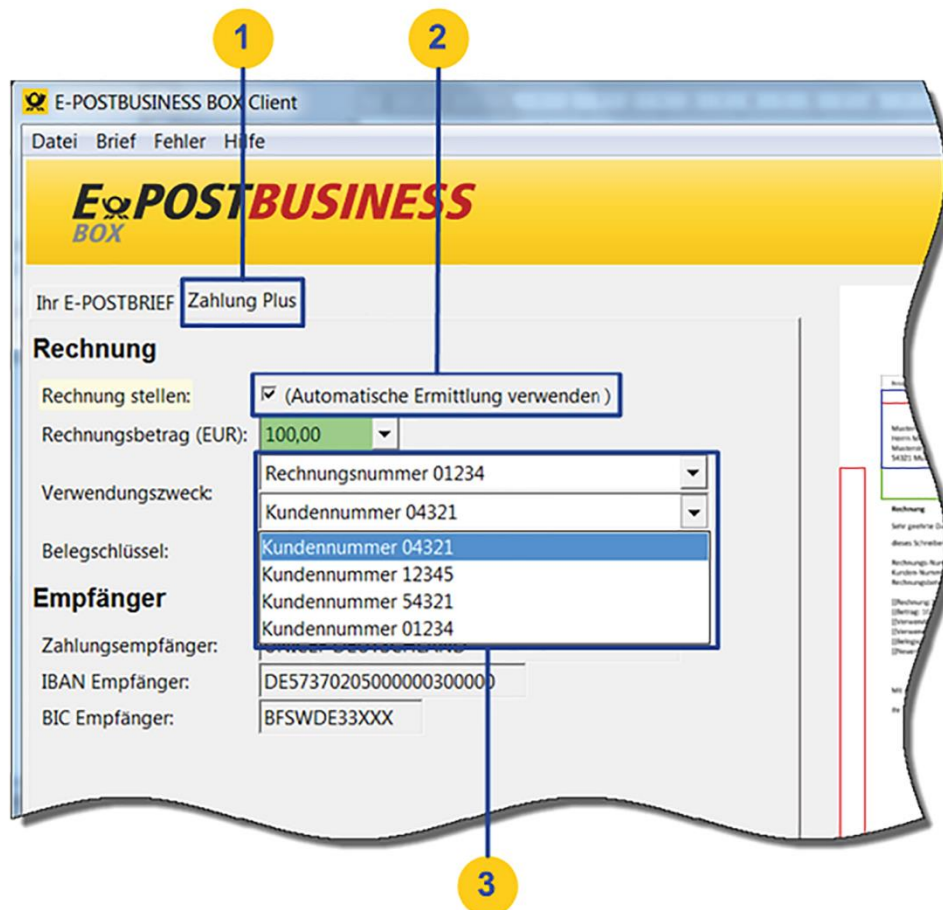 1
2
E-POSTBUSINESS BOX Client
Datei Brief Fehler Hilfe
E POSTBUSINESS
BOX
Ihr E-POSTBRIEF Zahlung Plus
Rechnung
Rechnung stellen: (Automatische Ermittlung verwenden )
Rechnungsbetrag (EUR): 100,00
Rechnungsnummer 01234
Verwendungszweck:
Kundennummer 04321
Belegschlüssel: Kundennummer 04321
Kundennummer 12345
Empfänger
Kundennummer 54321
Kundennummer 01234
Zahlungsempfänger: UNICEF DEUTSCHLAND
IBAN Empfänger: DE57370205000000300000
BIC Empfänger: BFSWDE33XXX
Rechnung
3